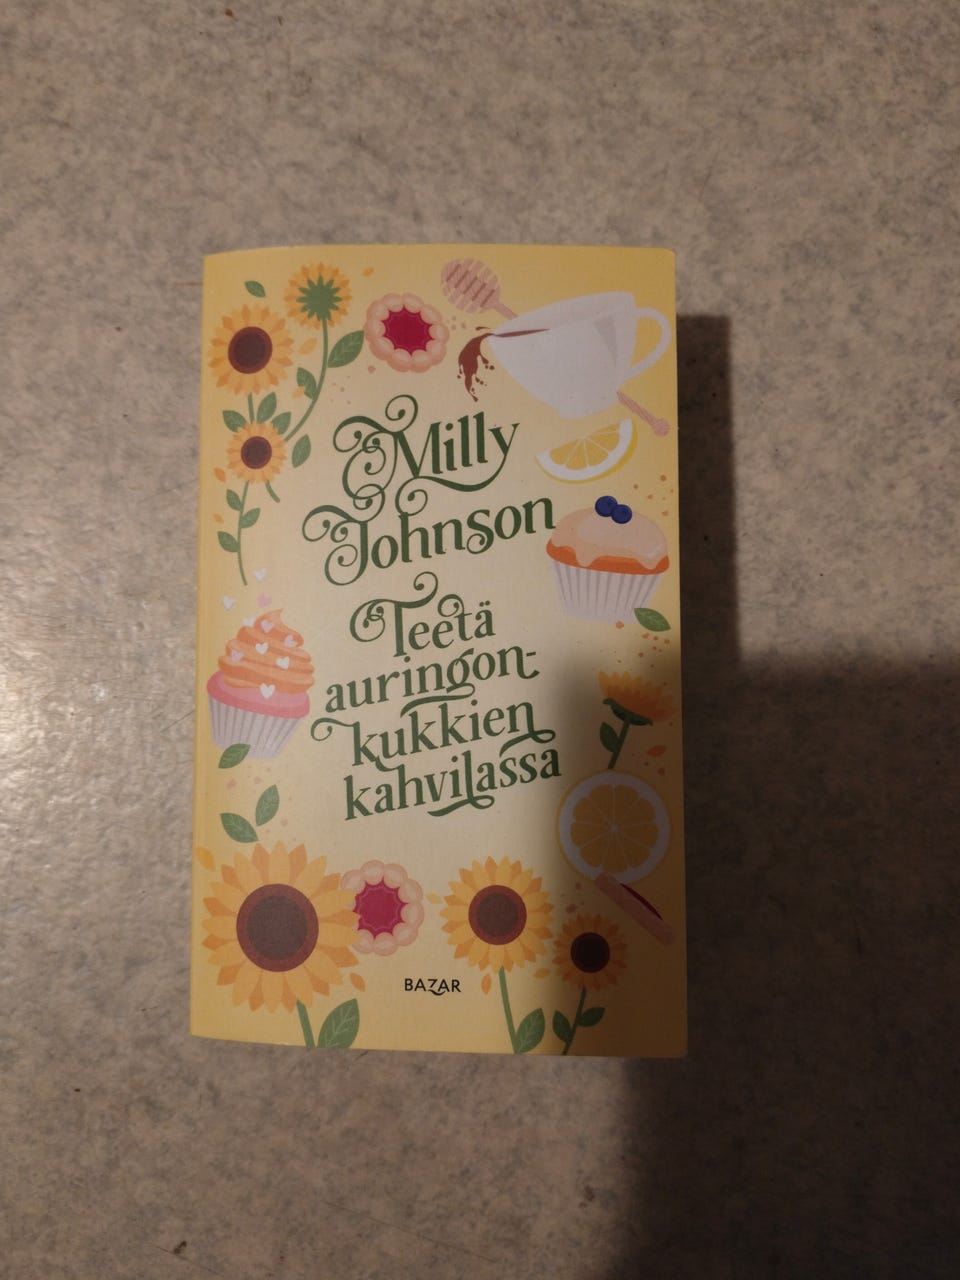 Milly
Johnson
Teetä
auringon-
kukkien
kahvilassa
BAZAR